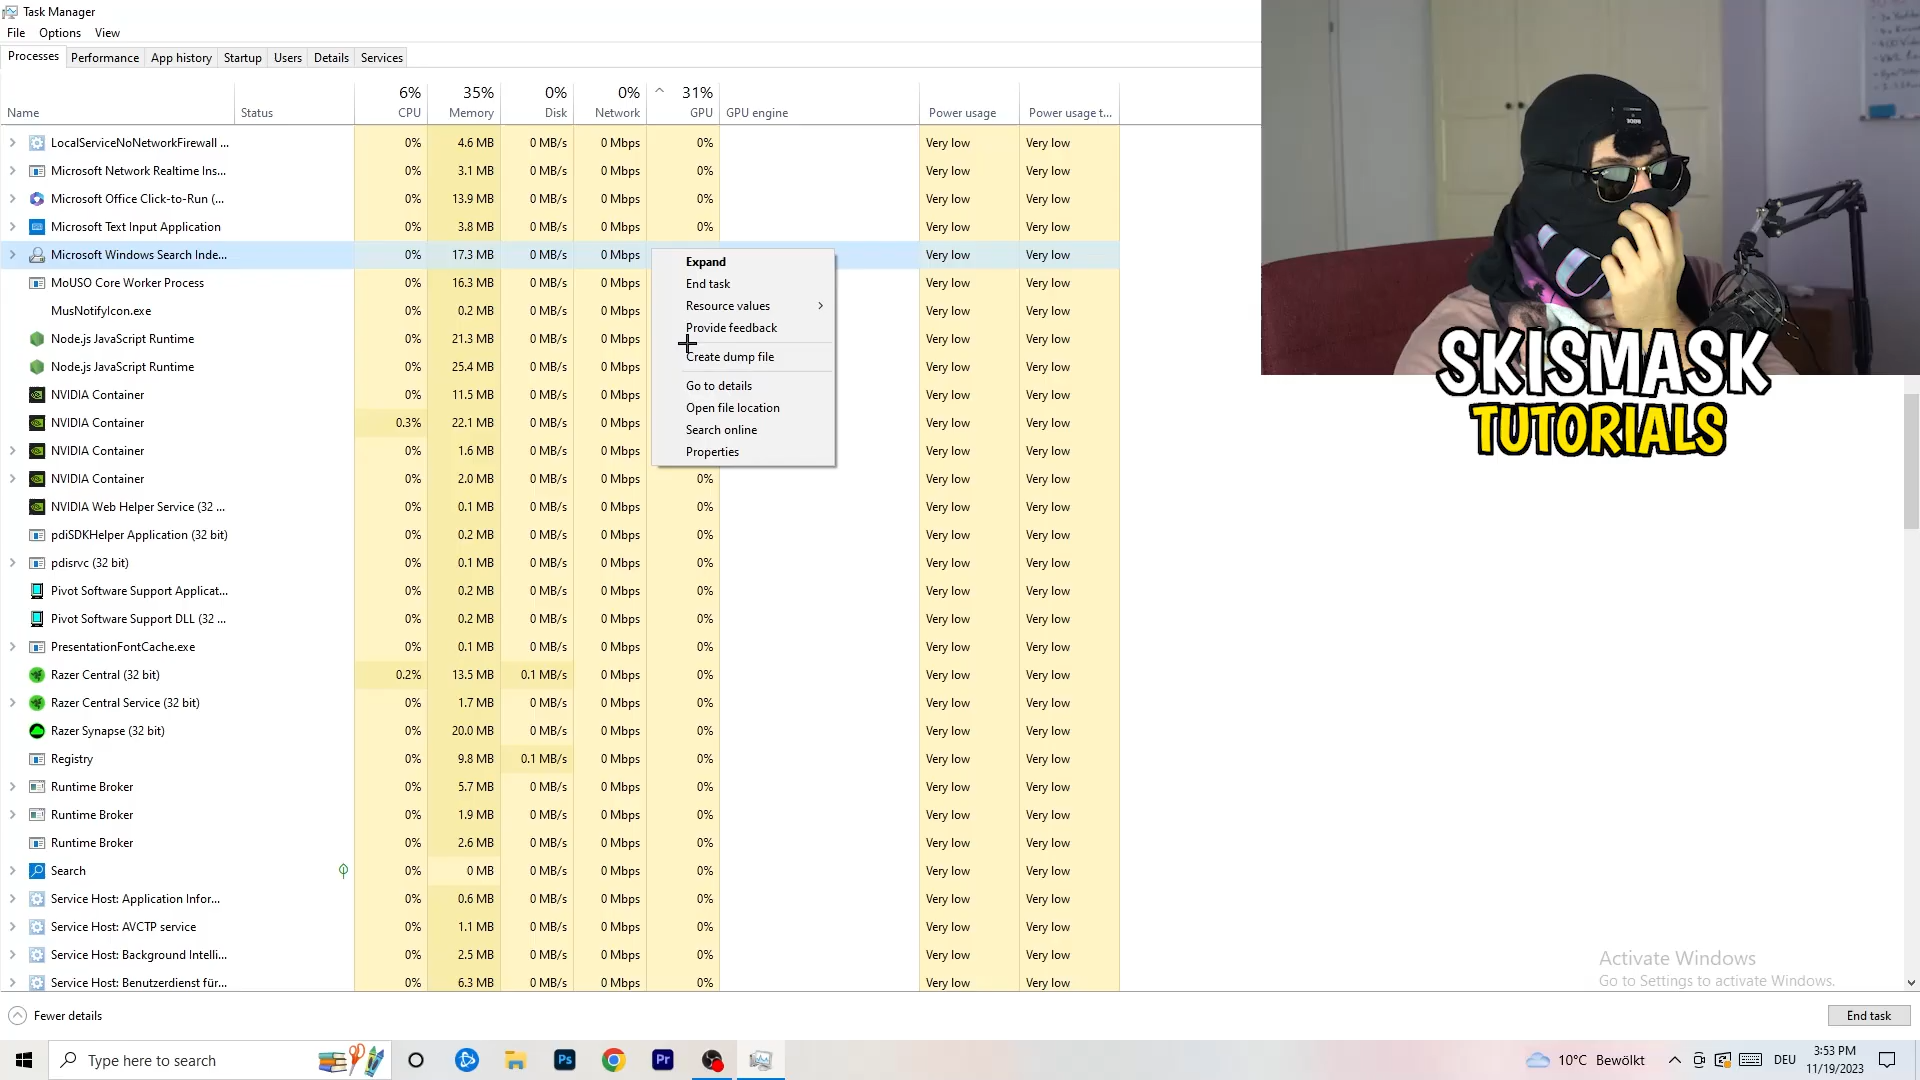 Task Manager
File Options View
Processes Performance App history Startup Users Details Services
6% 35% 0% 0% 31%
Name Status CPU Memory Disk Network GPU GPU engine Power usage Power usage t...
LocalServiceNoNetworkFirewall ... 0% 4.6 MB 0 MB/s 0 Mbps 0% Very low Very low
Microsoft Network Realtime Ins... 0% 3.1 MB 0 MB/s 0 Mbps 0% Very low Very low
Microsoft Office Click-to-Run (... 0% 13.9 MB 0 MB/s 0 Mbps 0% Very low Very low
Microsoft Text Input Application 0% 3.8 MB 0 MB/s 0 Mbps 0% Very low Very low
Microsoft Windows Search Inde... 0% 17.3 MB 0 MB/s 0 Mbps Very low Very low
MoUSO Core Worker Process 0% 16.3 MB 0 MB/s 0 Mbps Very low Very low
MusNotifyIcon.exe 0% 0.2 MB 0 MB/s 0 Mbps Very low Very low
Node.js JavaScript Runtime 0% 21.3 MB 0 MB/s 0 Mbps Very low Very low
Node.js JavaScript Runtime 0% 25.4 MB 0 MB/s 0 Mbps Very low Very low
NVIDIA Container 0% 11.5 MB 0 MB/s 0 Mbps Very low Very low
NVIDIA Container 0.3% 22.1 MB 0 MB/s 0 Mbps Very low Very low
NVIDIA Container 0% 1.6 MB 0 MB/s 0 Mbps Very low Very low
NVIDIA Container 0% 2.0 MB 0 MB/s 0 Mbps 0% Very low Very low
NVIDIA Web Helper Service (32 ... 0% 0.1 MB 0 MB/s 0 Mbps 0% Very low Very low
pdiSDKHelper Application (32 bit) 0% 0.2 MB 0 MB/s 0 Mbps 0% Very low Very low
pdisrvc (32 bit) 0% 0.1 MB 0 MB/s 0 Mbps 0% Very low Very low
Pivot Software Support Applicat... 0% 0.2 MB 0 MB/s 0 Mbps 0% Very low Very low
Pivot Software Support DLL (32 ... 0% 0.2 MB 0 MB/s 0 Mbps 0% Very low Very low
PresentationFontCache.exe 0% 0.1 MB 0 MB/s 0 Mbps 0% Very low Very low
Razer Central (32 bit) 0.2% 13.5 MB 0.1 MB/s 0 Mbps 0% Very low Very low
Razer Central Service (32 bit) 0% 1.7 MB 0 MB/s 0 Mbps 0% Very low Very low
Razer Synapse (32 bit) 0% 20.0 MB 0 MB/s 0 Mbps 0% Very low Very low
Registry 0% 9.8 MB 0.1 MB/s 0 Mbps 0% Very low Very low
Runtime Broker 0% 5.7 MB 0 MB/s 0 Mbps 0% Very low Very low
Runtime Broker 0% 1.9 MB 0 MB/s 0 Mbps 0% Very low Very low
Runtime Broker 0% 2.6 MB 0 MB/s 0 Mbps 0% Very low Very low
Search 0% 0 MB 0 MB/s 0 Mbps 0% Very low Very low
Service Host: Application Infor... 0% 0.6 MB 0 MB/s 0 Mbps 0% Very low Very low
Service Host: AVCTP service 0% 1.1 MB 0 MB/s 0 Mbps 0% Very low Very low
Service Host: Background Intelli... 0% 2.5 MB 0 MB/s 0 Mbps 0% Very low Very low
Service Host: Benutzerdienst für... 0% 6.3 MB 0 MB/s 0 Mbps 0% Very low Very low
Expand
End task
Resource values
Provide feedback
Create dump file
Go to details
Open file location
Search online
Properties
SKISMASK
TUTORIALS
Activate Windows
Go to Settings to activate Windows.
Fewer details End task
Type here to search Ps Pr 10°C Bewölkt DEU 3:53 PM
11/19/2023